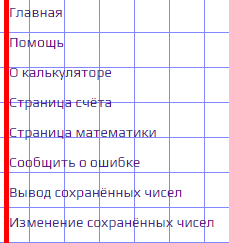 Главная
Помощь
О калькуляторе
Страница счёта
Страница математики
Сообщить о ошибке
Вывод сохранённых чисел
Изменение сохранённых чисел